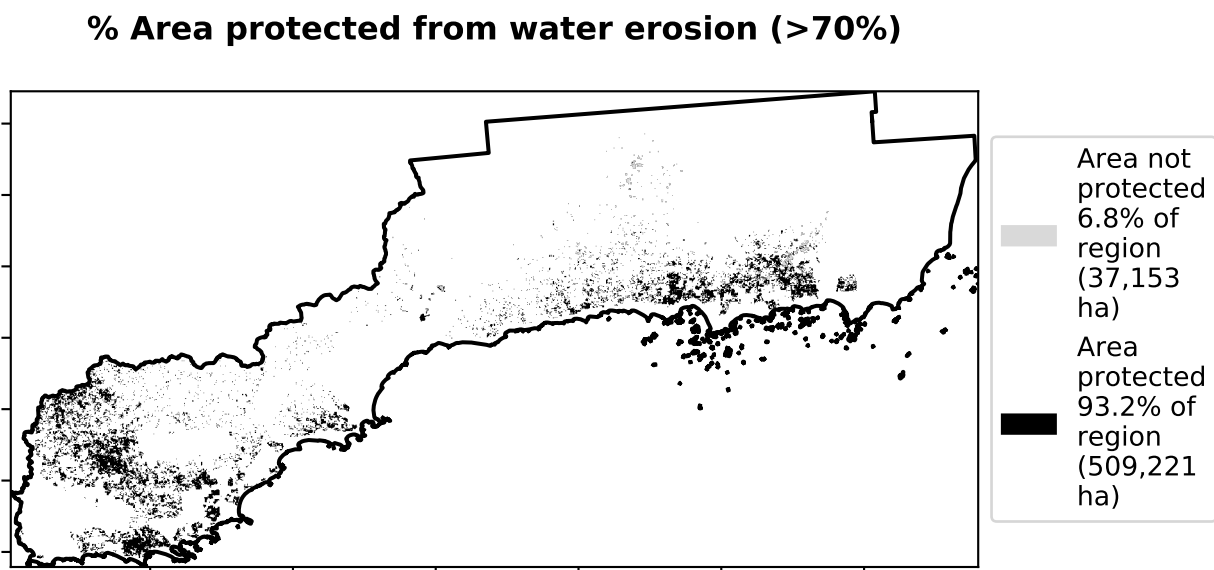 % Area protected from water erosion (>70%)
Area not
protected
6.8% of
region
(37,153
ha)
Area
protected
93.2% of
region
(509,221
ha)